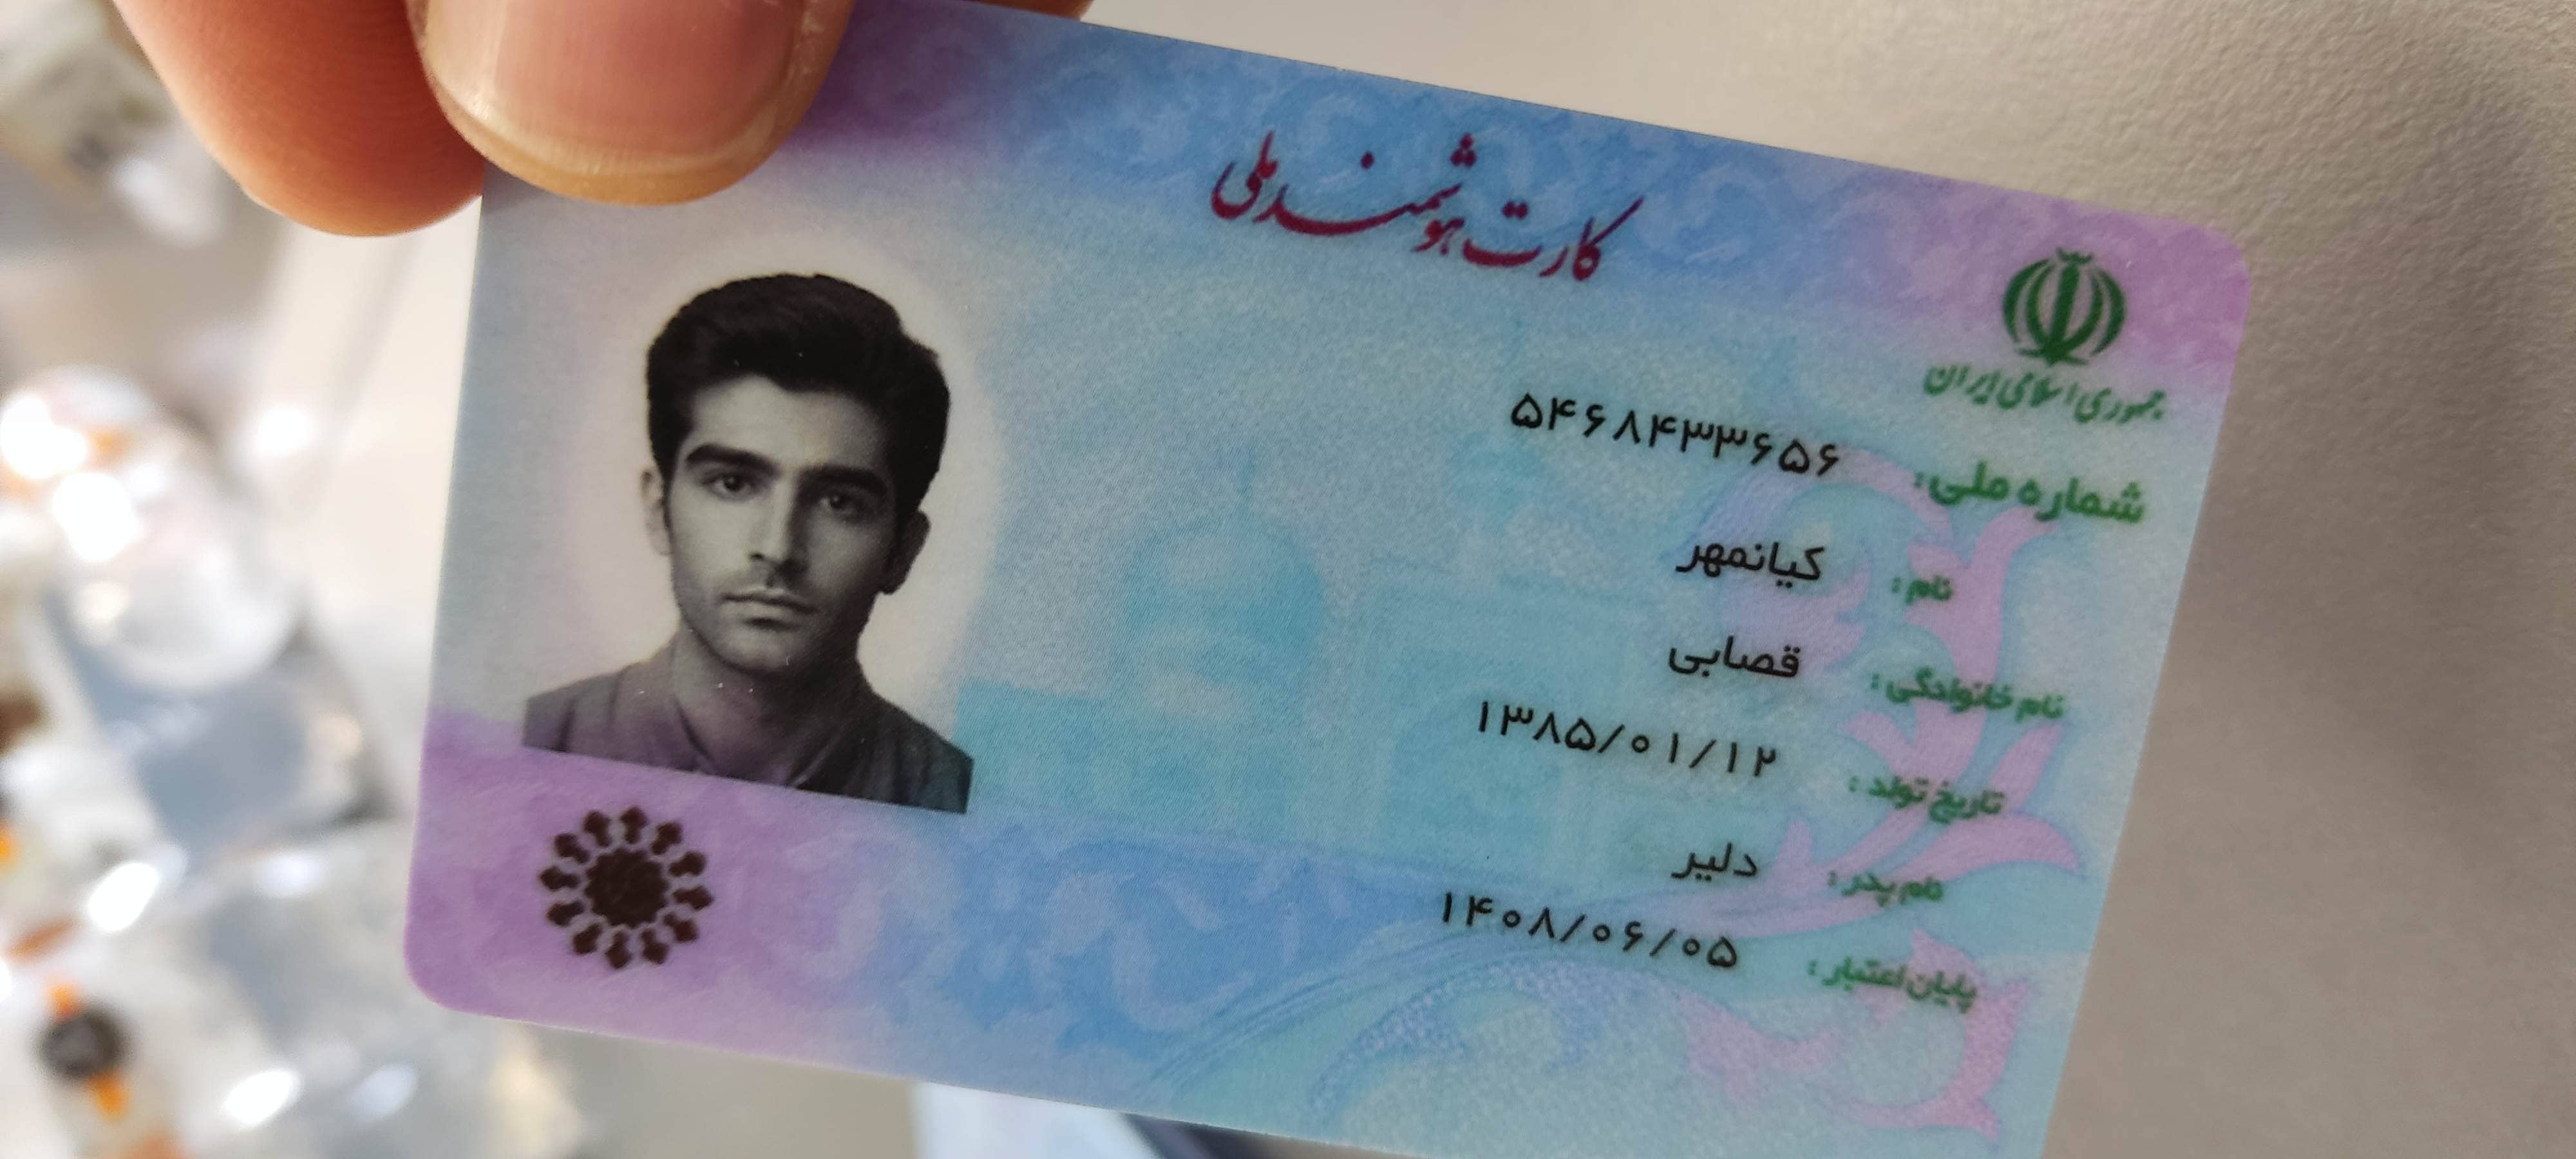 کارت هوشمند ملی
جمهوری اسلامی ایران
شماره ملی: ۵۴۶۸۴۳۳۶۵۶
نام: کیانمهر
نام خانوادگی: قصابی
تاریخ تولد: ۱۳۸۵/۰۱/۱۲
نام پدر: دلیر
پایان اعتبار: ۱۴۰۸/۰۶/۰۵